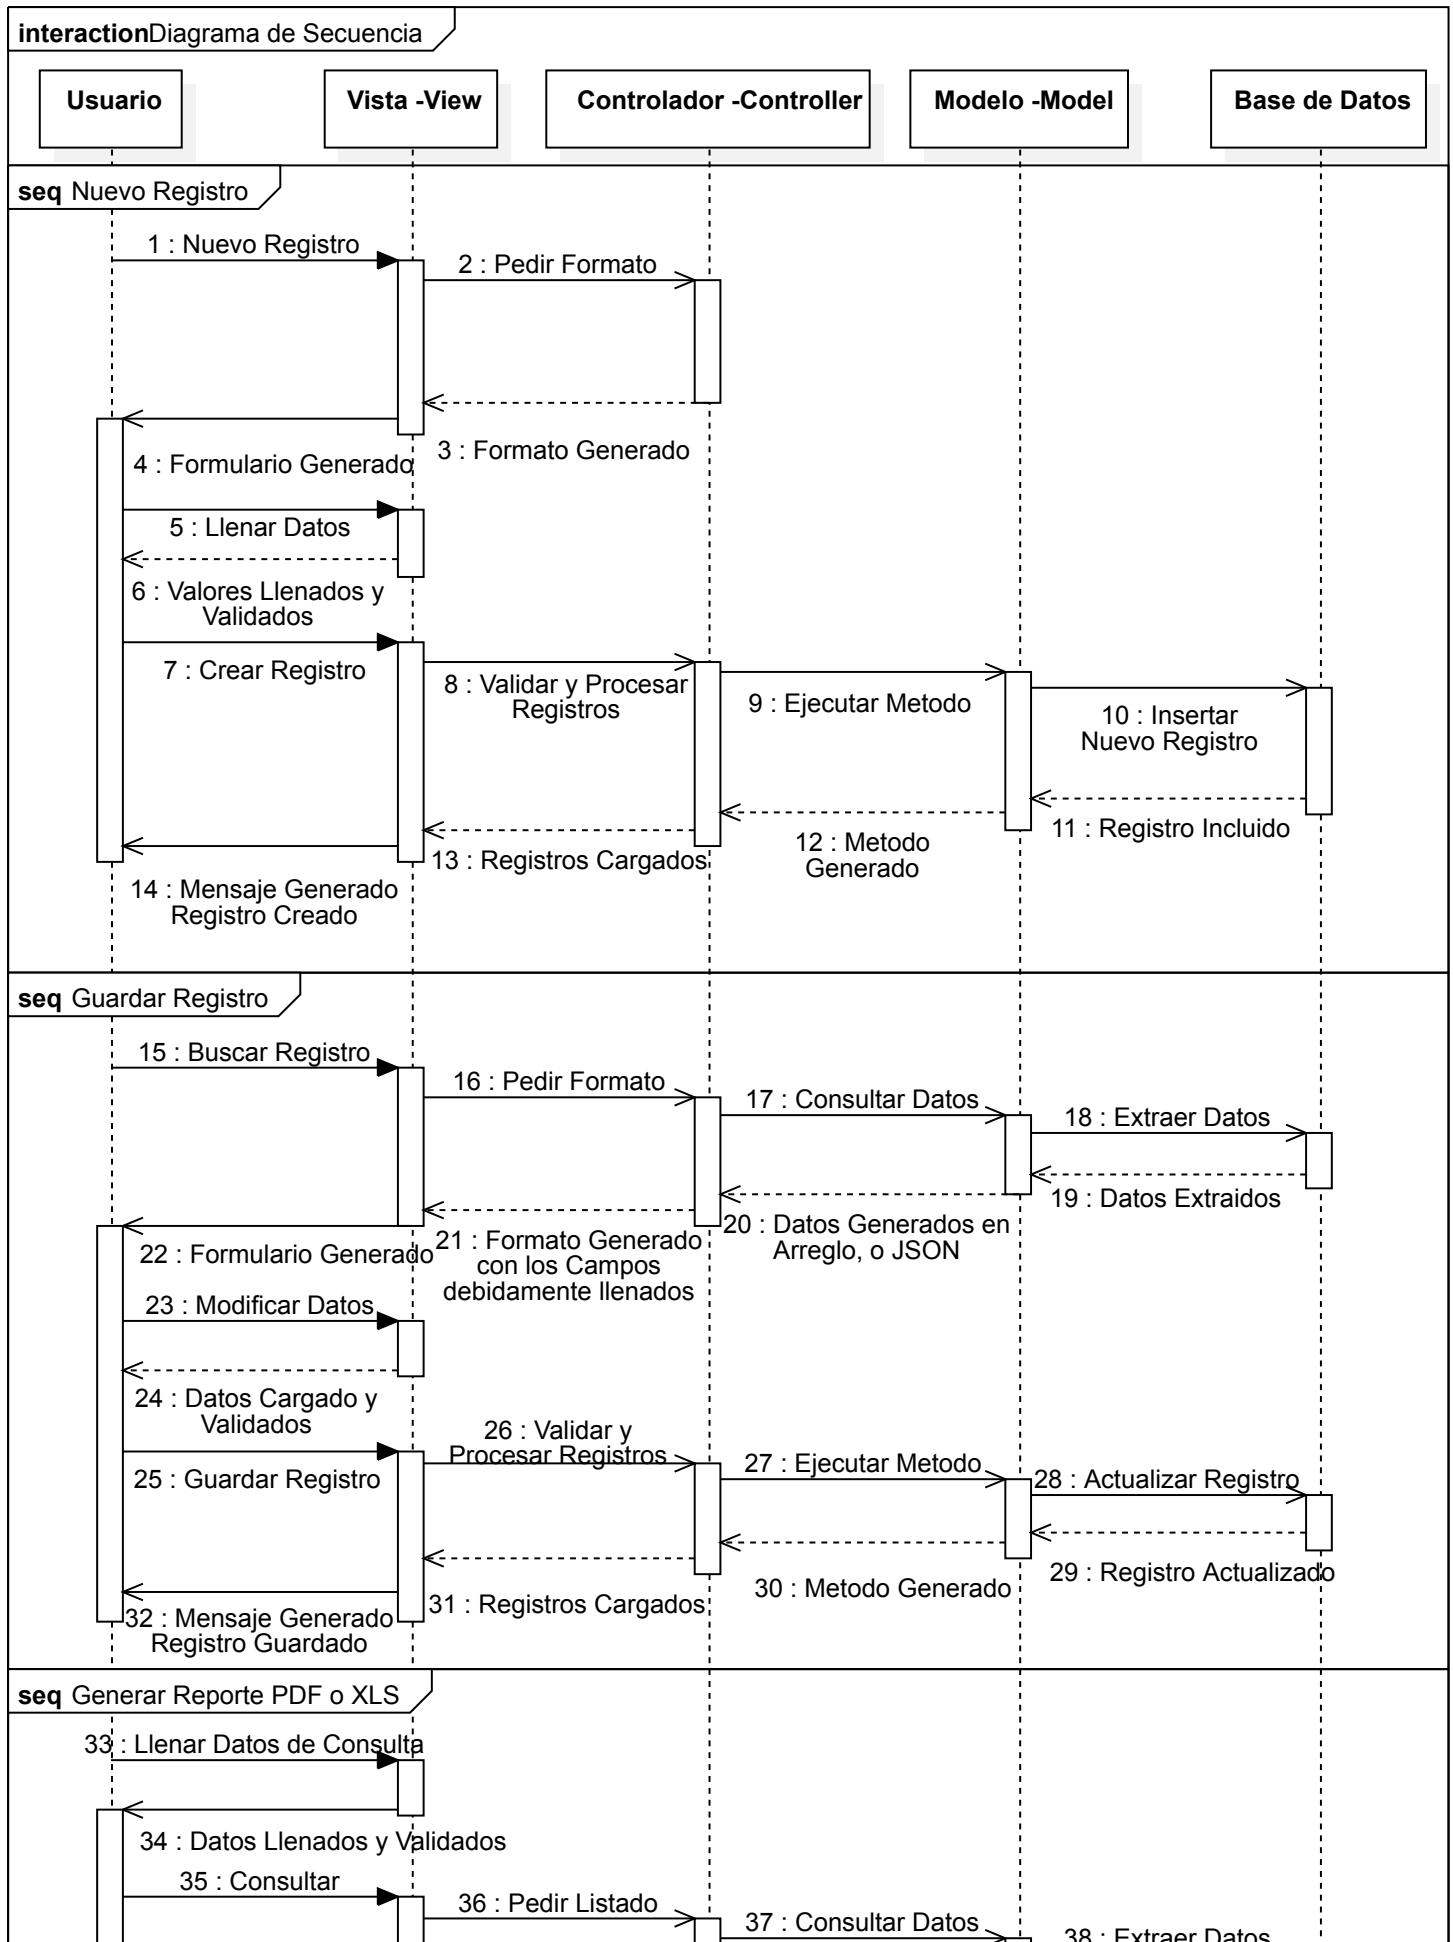 interactionDiagrama de Secuencia
Usuario
Vista -View
Controlador -Controller
Modelo -Model
Base de Datos
seq Nuevo Registro
1 : Nuevo Registro
2 : Pedir Formato
3 : Formato Generado
4 : Formulario Generado
5 : Llenar Datos
6 : Valores Llenados y
Validados
7 : Crear Registro
8 : Validar y Procesar
Registros
9 : Ejecutar Metodo
10 : Insertar
Nuevo Registro
11 : Registro Incluido
12 : Metodo
Generado
13 : Registros Cargados
14 : Mensaje Generado
Registro Creado
seq Guardar Registro
15 : Buscar Registro
16 : Pedir Formato
17 : Consultar Datos
18 : Extraer Datos
19 : Datos Extraidos
20 : Datos Generados en
Arreglo, o JSON
21 : Formato Generado
con los Campos
debidamente llenados
22 : Formulario Generado
23 : Modificar Datos
24 : Datos Cargado y
Validados
25 : Guardar Registro
26 : Validar y
Procesar Registros
27 : Ejecutar Metodo
28 : Actualizar Registro
29 : Registro Actualizado
30 : Metodo Generado
31 : Registros Cargados
32 : Mensaje Generado
Registro Guardado
seq Generar Reporte PDF o XLS
33 : Llenar Datos de Consulta
34 : Datos Llenados y Validados
35 : Consultar
36 : Pedir Listado
37 : Consultar Datos
38 : Extraer Datos